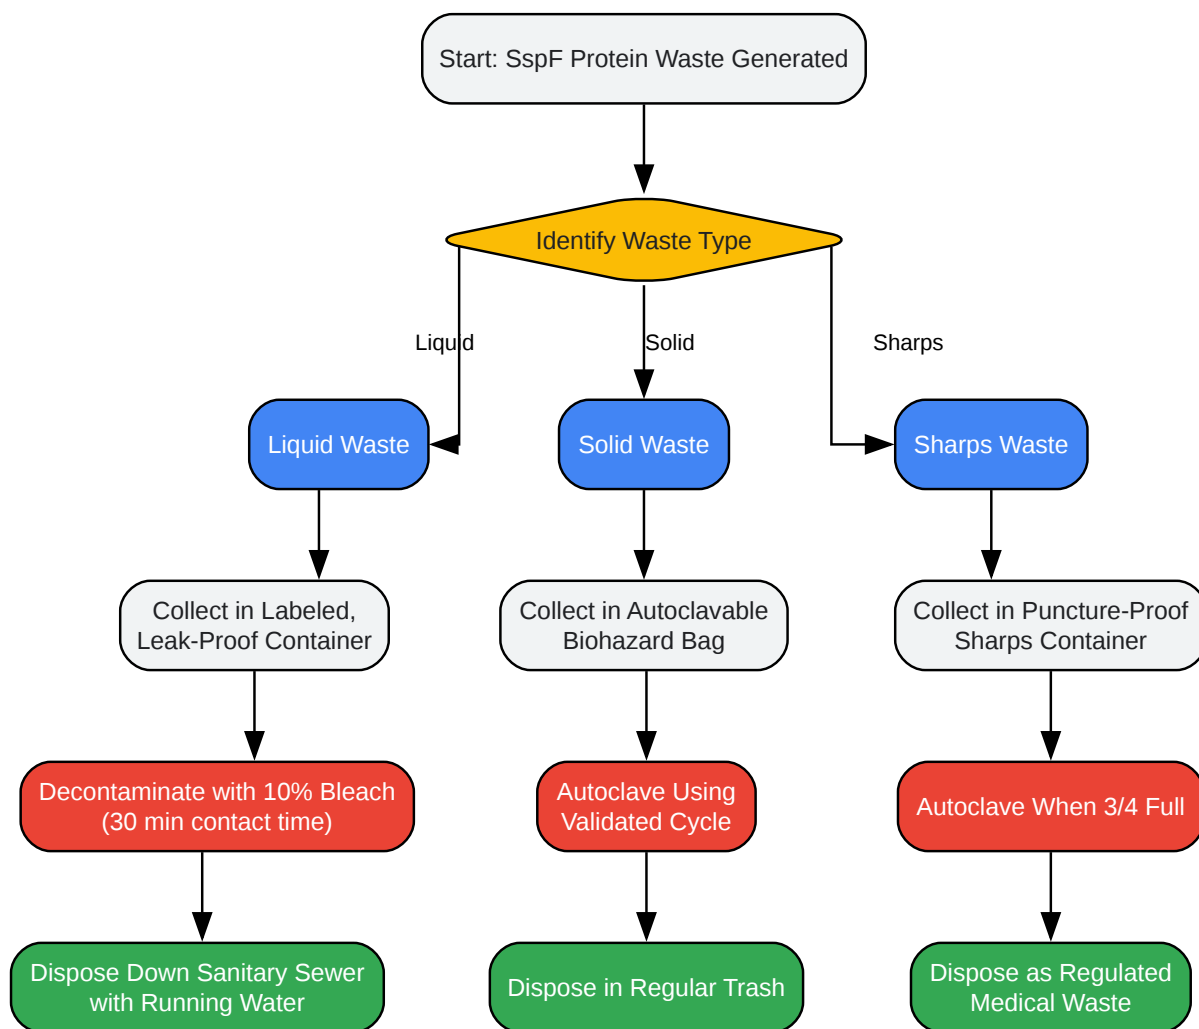 Start: SspF Protein Waste Generated
Identify Waste Type
Liquid
Solid
Sharps
Liquid Waste
Solid Waste
Sharps Waste
Collect in Labeled,
Leak-Proof Container
Collect in Autoclavable
Biohazard Bag
Collect in Puncture-Proof
Sharps Container
Decontaminate with 10% Bleach
(30 min contact time)
Autoclave Using
Validated Cycle
Autoclave When 3/4 Full
Dispose Down Sanitary Sewer
with Running Water
Dispose in Regular Trash
Dispose as Regulated
Medical Waste